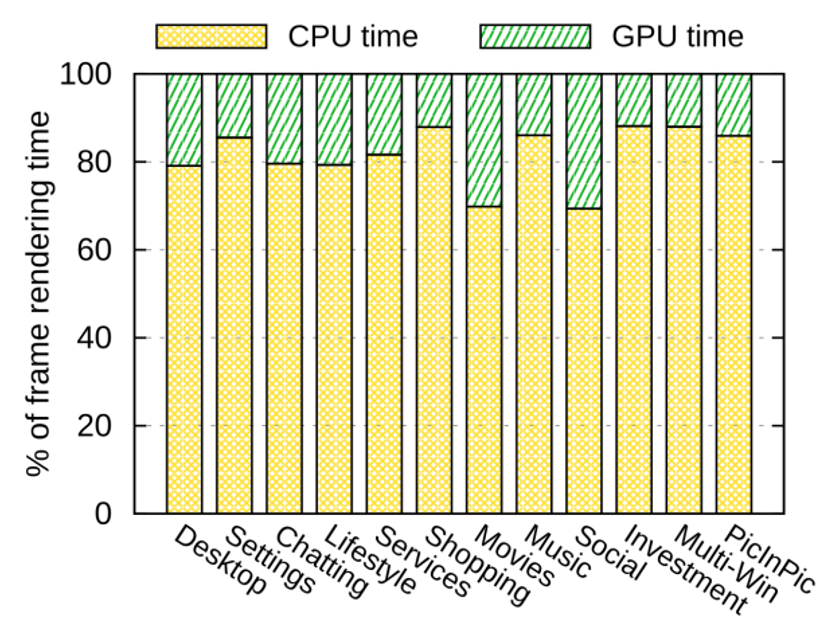 CPU time GPU time
% of frame rendering time
100
80
60
40
20
0
Desktop
Settings
Chatting
Lifestyle
Services
Shopping
Movies
Music
Social
Investment
Multi-Win
PicInPic